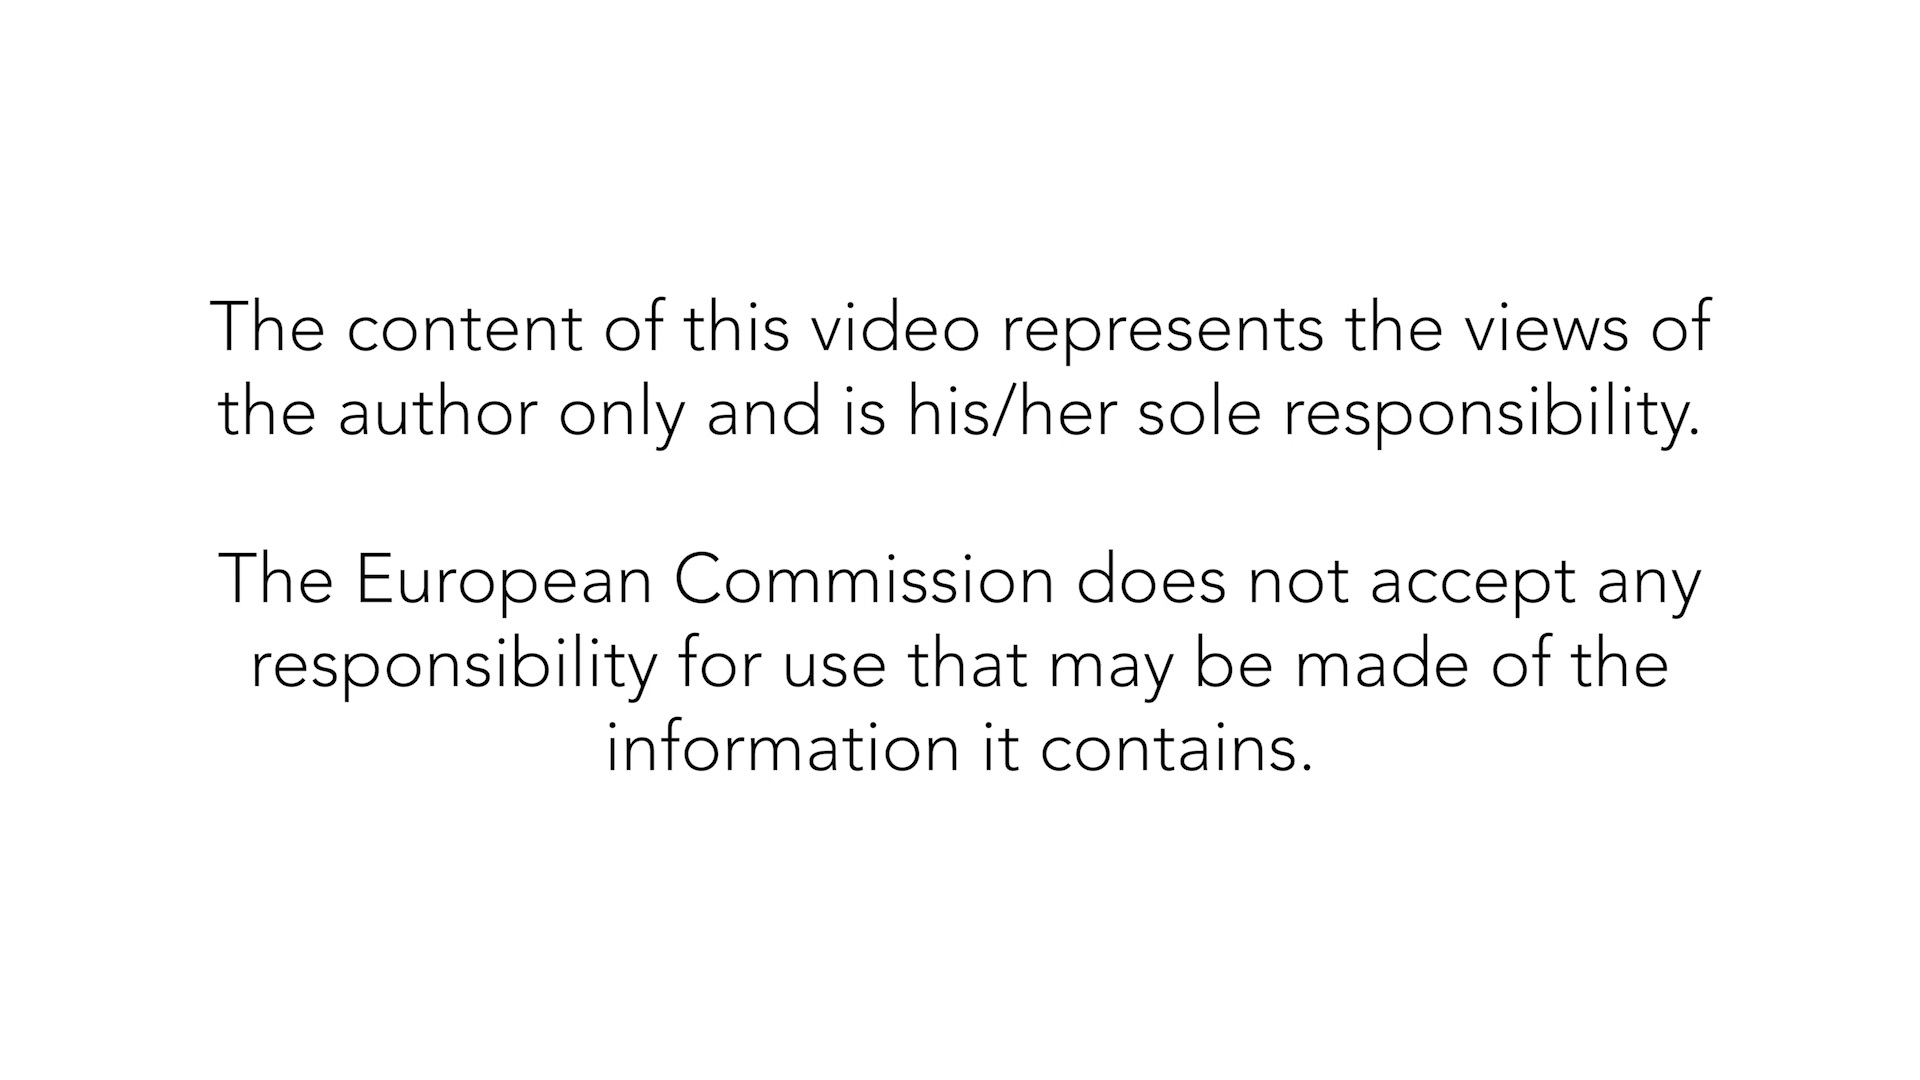 The content of this video represents the views of
the author only and is his/her sole responsibility.
The European Commission does not accept any
responsibility for use that may be made of the
information it contains.